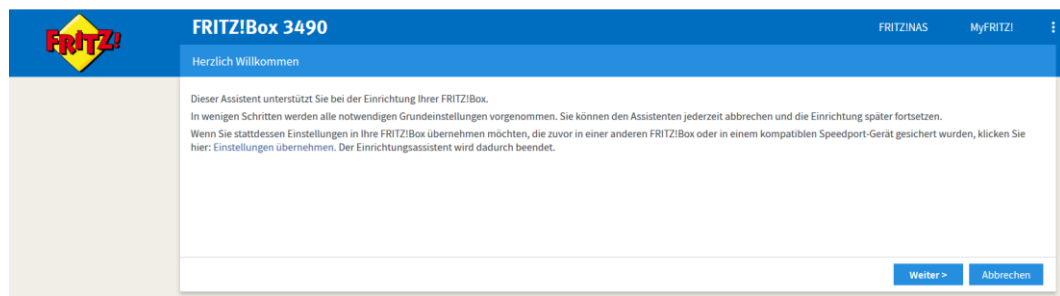 FRITZ!
FRITZ!Box 3490
FRITZ!NAS
MyFRITZ!
Herzlich Willkommen
Dieser Assistent unterstützt Sie bei der Einrichtung Ihrer FRITZ!Box.
In wenigen Schritten werden alle notwendigen Grundeinstellungen vorgenommen. Sie können den Assistenten jederzeit abbrechen und die Einrichtung später fortsetzen.
Wenn Sie stattdessen Einstellungen in Ihre FRITZ!Box übernehmen möchten, die zuvor in einer anderen FRITZ!Box oder in einem kompatiblen Speedport-Gerät gesichert wurden, klicken Sie
hier: Einstellungen übernehmen. Der Einrichtungsassistent wird dadurch beendet.
Weiter >
Abbrechen